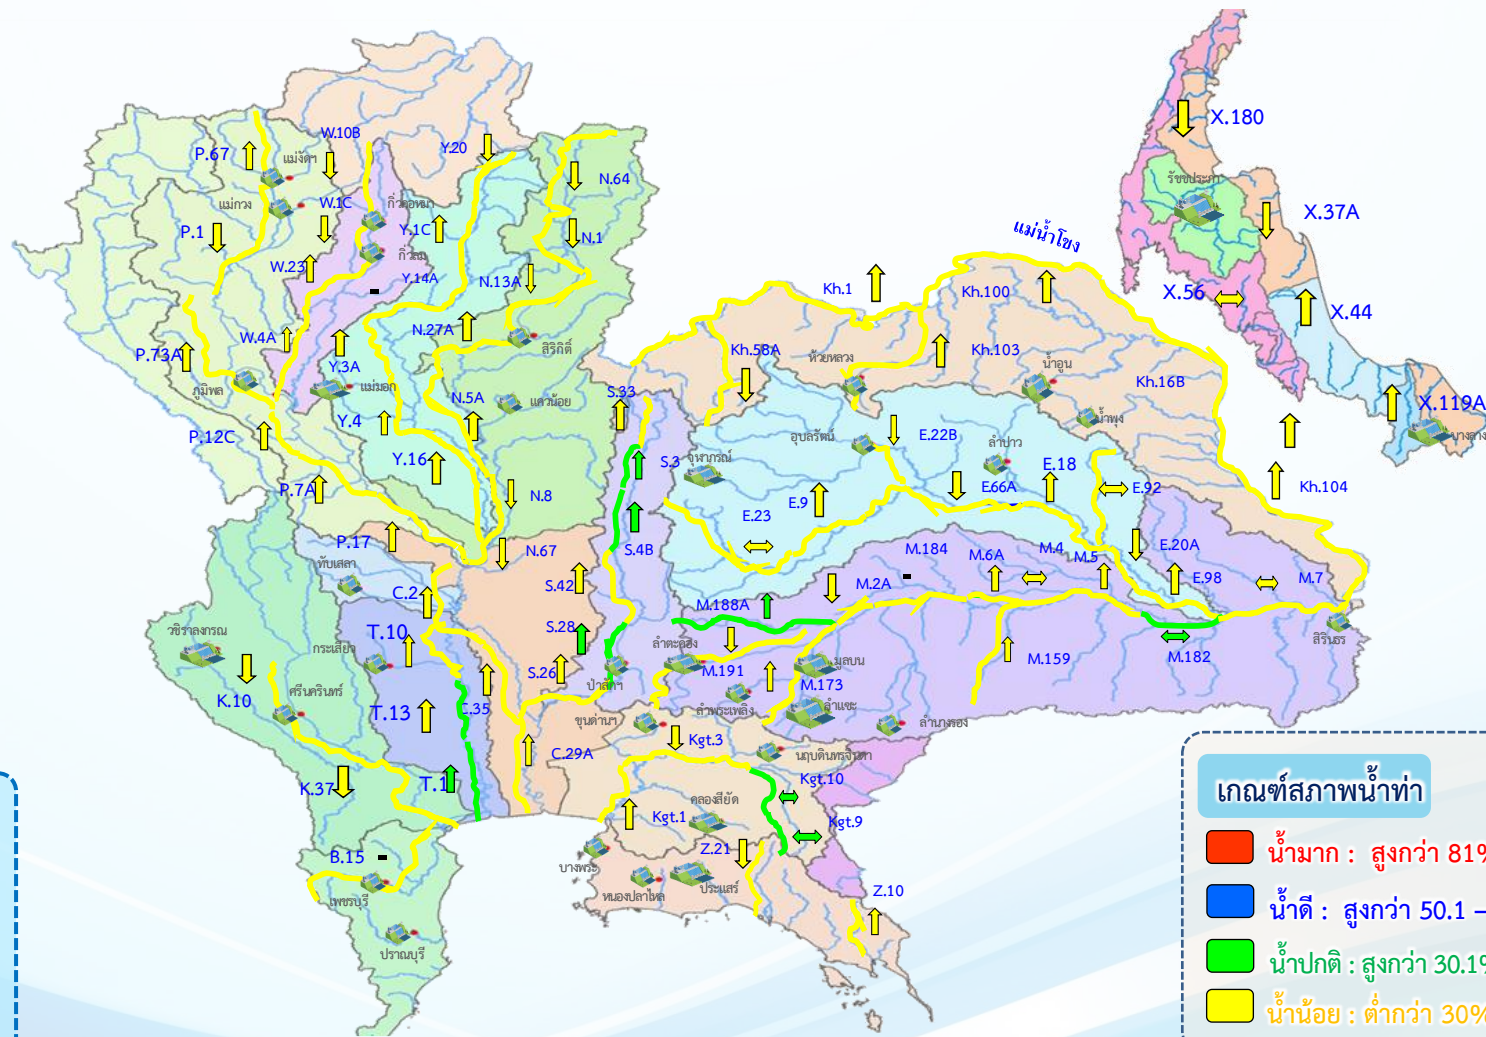 X.180
รัชชประภา
X.37A
X.56
X.44
X.119A
บางลาง
W.10B
P.67
แม่งัดฯ
Y.20
N.64
แม่กวง
W.1C
กิ่วคอหมา
P.1
Y.1C
N.1
กิ่วลม
W.23
Y.14A
N.13A
แม่น้ำโขง
Kh.1
Kh.100
P.73A
W.4A
N.27A
สิริกิติ์
Kh.58A
ห้วยหลวง
Kh.103
น้ำอูน
Y.3A
แม่มอก
ภูมิพล
N.5A
แควน้อย
S.33
Kh.16B
น้ำพุง
P.12C
Y.4
อุบลรัตน์
E.22B
ลำปาว
Y.16
S.3
จุฬาภรณ์
E.18
P.7A
N.8
E.23
E.9
E.66A
E.92
Kh.104
P.17
N.67
S.4B
M.184
M.6A
M.4
M.5
E.20A
ทับเสลา
C.2
S.42
M.2A
E.98
M.7
M.188A
วชิราลงกรณ
T.10
กระเสียว
S.28
ลำตะคอง
สิรินธร
S.26
ป่าสักฯ
M.191
มูลบน
M.159
M.182
K.10
ศรีนครินทร์
T.13
C.35
M.173
ลำพระเพลิง
ลำแชะ
ลำนางรอง
ขุนด่านฯ
Kgt.3
C.29A
นฤบดินทรจินดา
K.37
T.1
Kgt.10
คลองสียัด
Kgt.1
Kgt.9
B.15
Z.21
บางพระ
เพชรบุรี
หนองปลาไหล
ประแสร์
Z.10
ปราณบุรี
เกณฑ์สภาพน้ำท่า
น้ำมาก : สูงกว่า 81%
น้ำดี : สูงกว่า 50.1 –
น้ำปกติ : สูงกว่า 30.1%
น้ำน้อย : ต่ำกว่า 30%